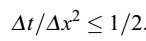 Δt/Δx² ≤ 1/2.